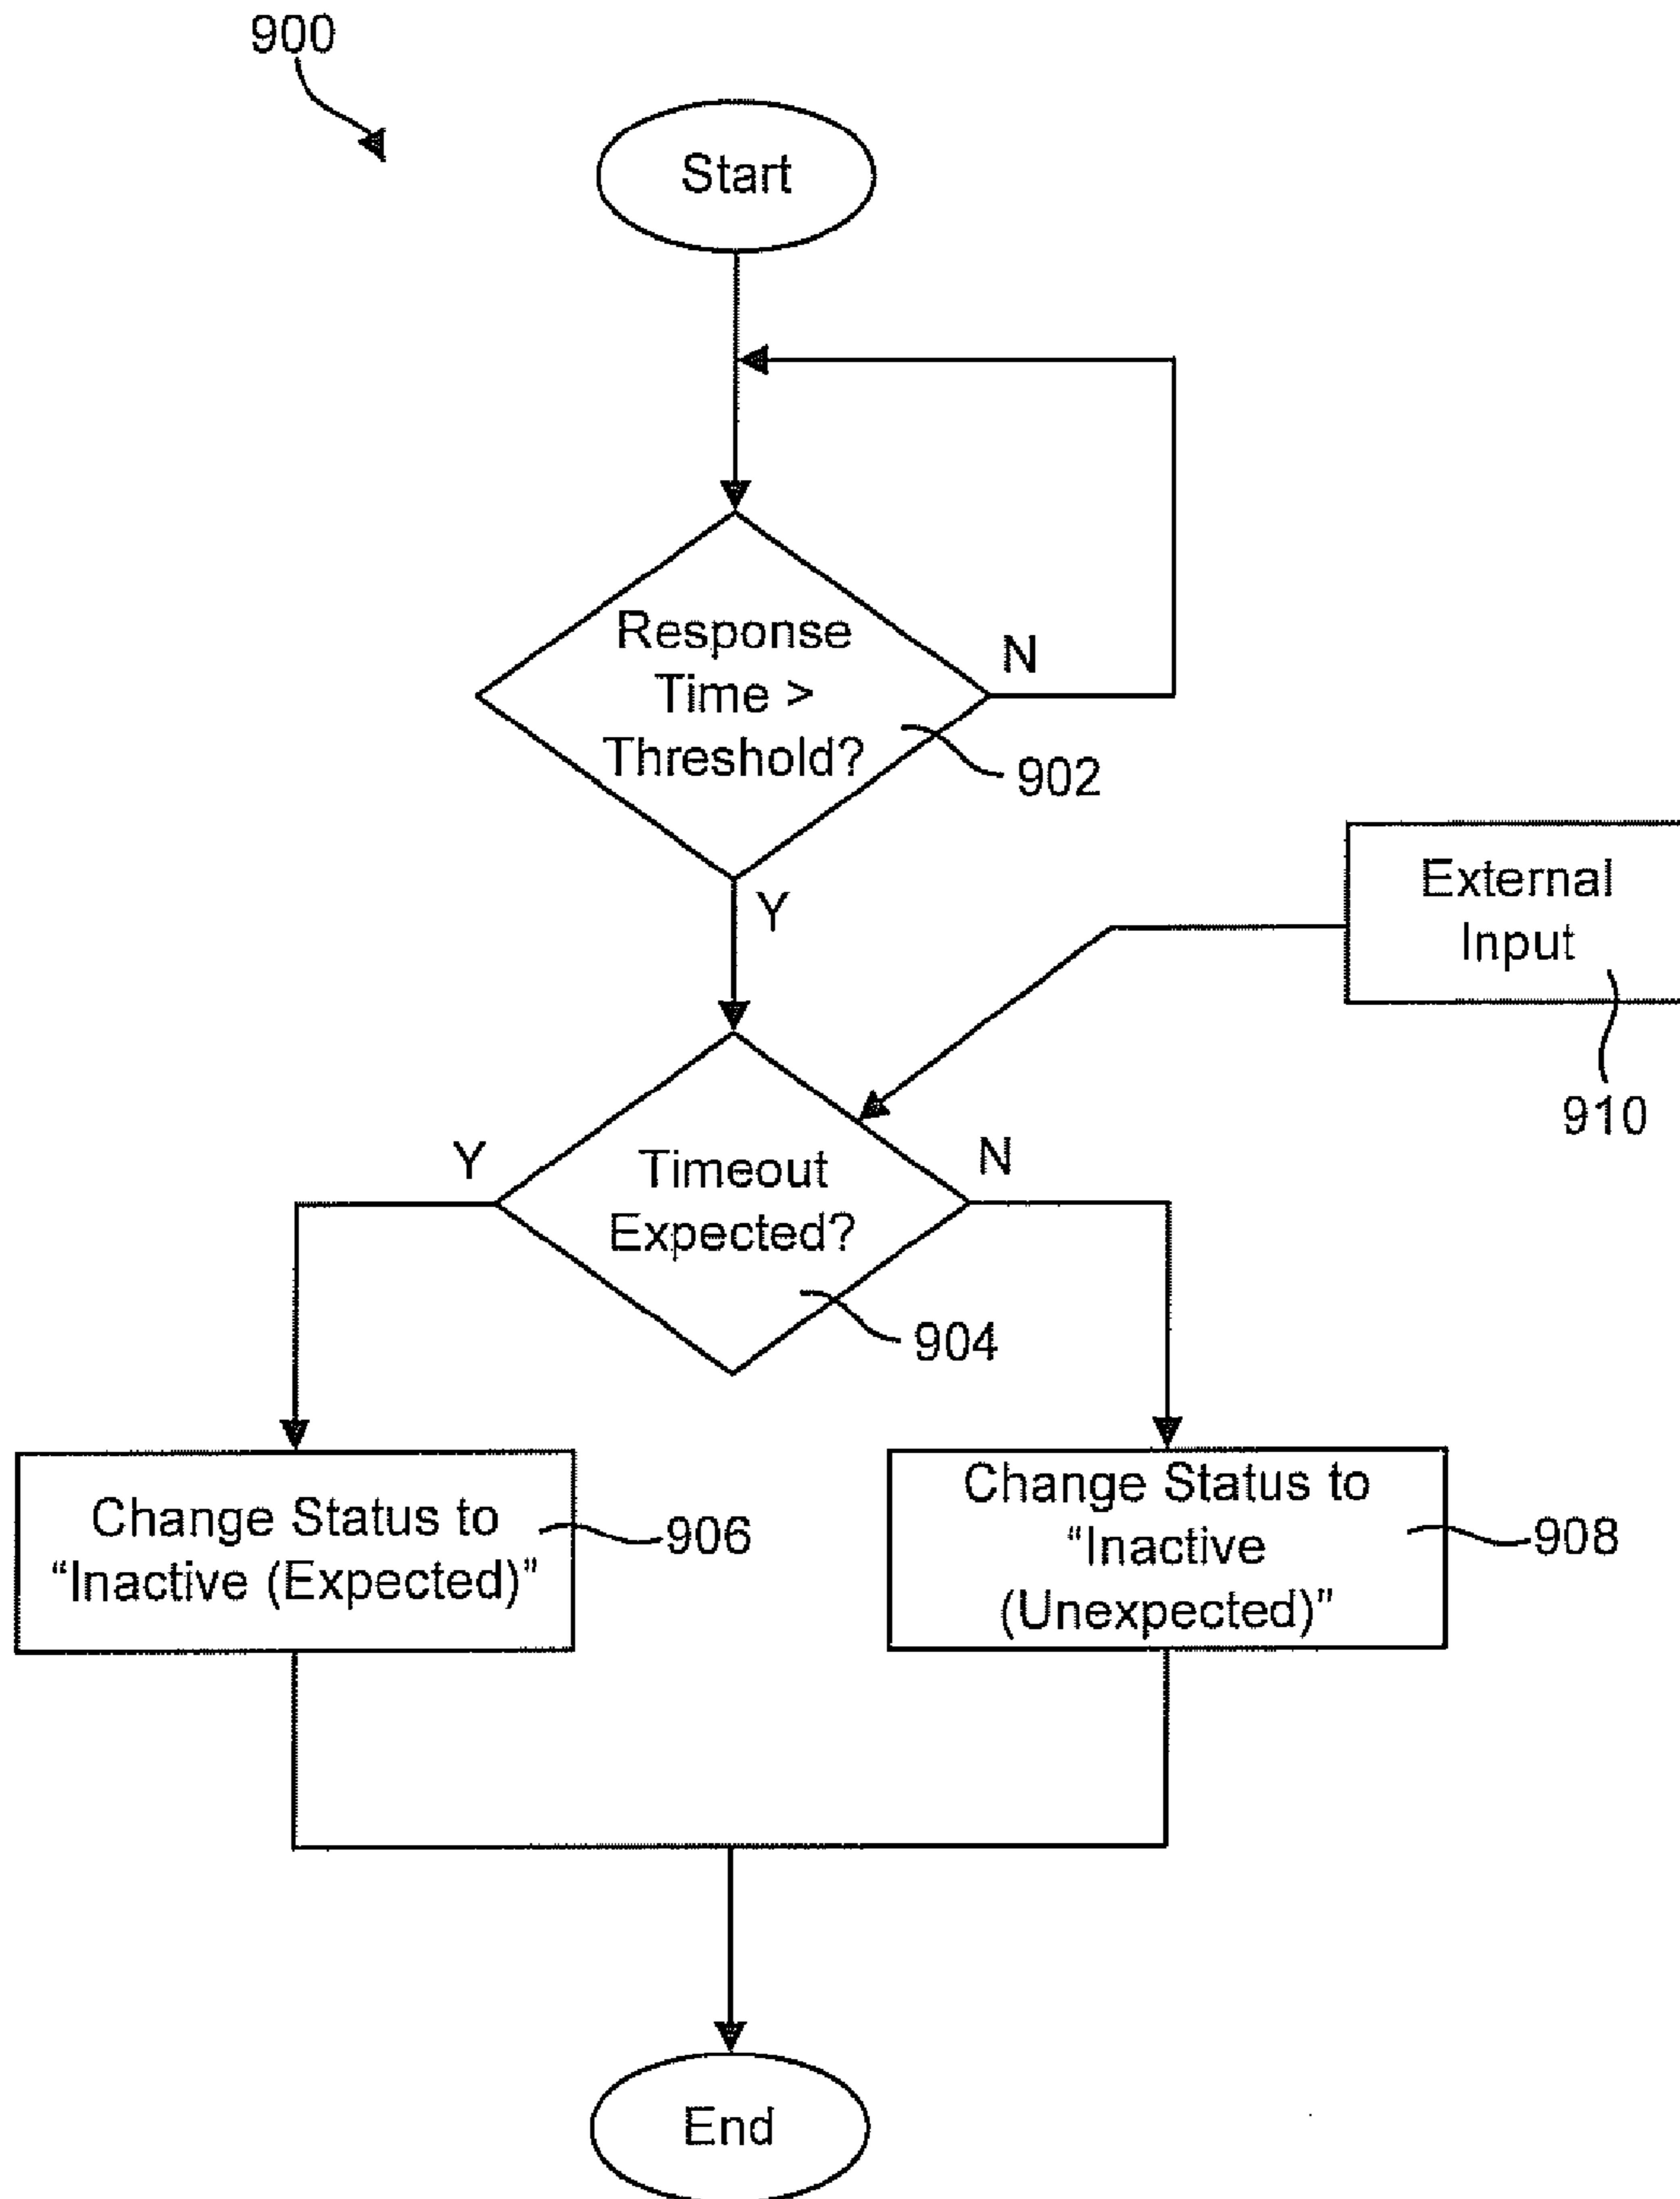 900
Start
Response
Time >
Threshold?
N
902
Y
External
Input
910
Timeout
Expected?
Y
N
904
Change Status to
“Inactive (Expected)”
906
Change Status to
“Inactive
(Unexpected)”
908
End